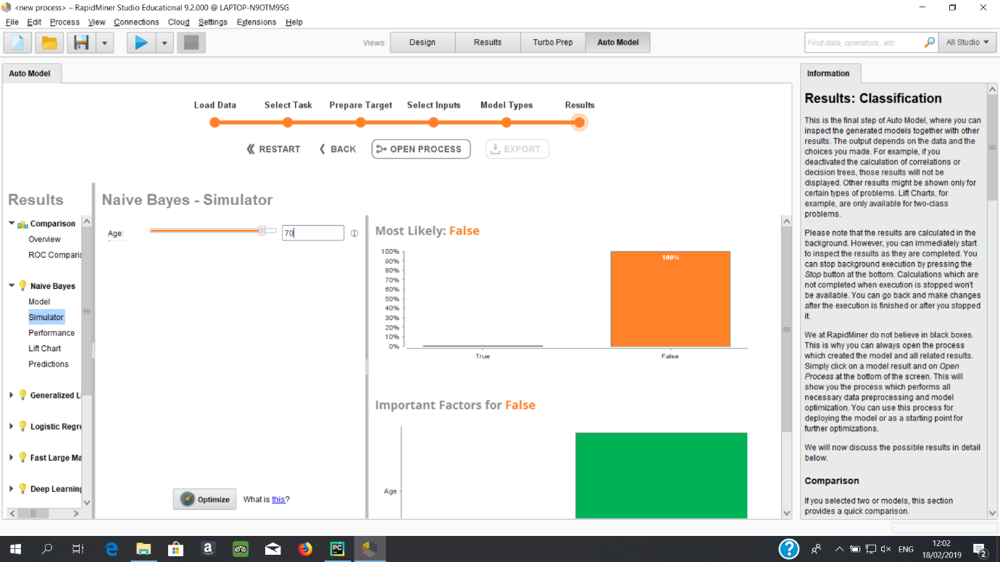 <new process> – RapidMiner Studio Educational 9.2.000 @ LAPTOP-N9OTM9SG
File Edit Process View Connections Cloud Settings Extensions Help
Views: Design Results Turbo Prep Auto Model
Find data, operators...etc
All Studio
Auto Model
Load Data Select Task Prepare Target Select Inputs Model Types Results
RESTART BACK OPEN PROCESS EXPORT
Results
Comparison
Overview
ROC Comparis
Naive Bayes
Model
Simulator
Performance
Lift Chart
Predictions
Generalized Li
Logistic Regre
Fast Large Ma
Deep Learning
Naive Bayes - Simulator
Age: 70
Optimize What is this?
Most Likely: False
100%
90%
80%
70%
60%
50%
40%
30%
20%
10%
0%
100%
True False
Important Factors for False
Age
Information
Results: Classification
This is the final step of Auto Model, where you can
inspect the generated models together with other
results. The output depends on the data and the
choices you made. For example, if you
deactivated the calculation of correlations or
decision trees, those results will not be
displayed. Other results might be shown only for
certain types of problems. Lift Charts, for
example, are only available for two-class
problems.
Please note that the results are calculated in the
background. However, you can immediately start
to inspect the results as they are completed. You
can stop background execution by pressing the
Stop button at the bottom. Calculations which are
not completed when execution is stopped won't
be available. You can go back and make changes
after the execution is finished or after you stopped
it.
We at RapidMiner do not believe in black boxes.
This is why you can always open the process
which created the model and all related results.
Simply click on a model result and on Open
Process at the bottom of the screen. This will
show you the process which performs all
necessary data preprocessing and model
optimization. You can use this process for
deploying the model or as a starting point for
further optimizations.
We will now discuss the possible results in detail
below.
Comparison
If you selected two or models, this section
provides a quick comparison.
a
PC
?
ENG
12:02
18/02/2019
2